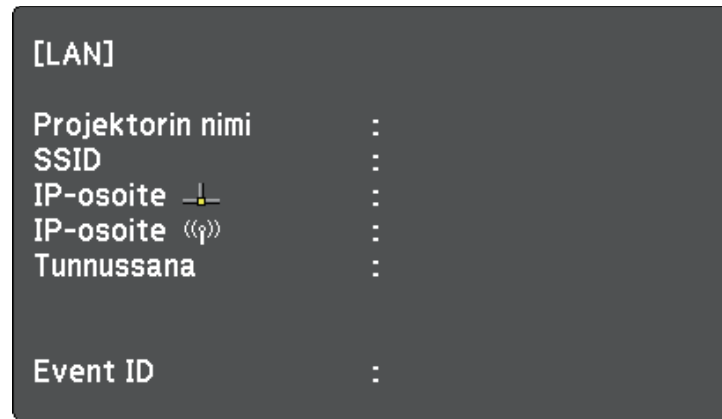 [LAN]
Projektorin nimi :
SSID :
IP-osoite :
IP-osoite :
Tunnussana :
Event ID :